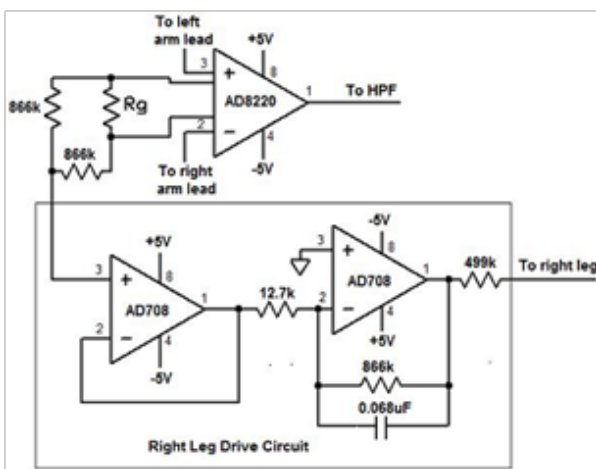 To left
arm lead
+5V
3
8
+
866k
Rg
AD8220
1
To HPF
2
−
4
-5V
866k
To right
arm lead
-5V
3
8
+
+5V
3
8
+
AD708
1
499k
To right leg
AD708
1
12.7k
2
−
4
+5V
2
−
4
-5V
866k
0.068uF
Right Leg Drive Circuit